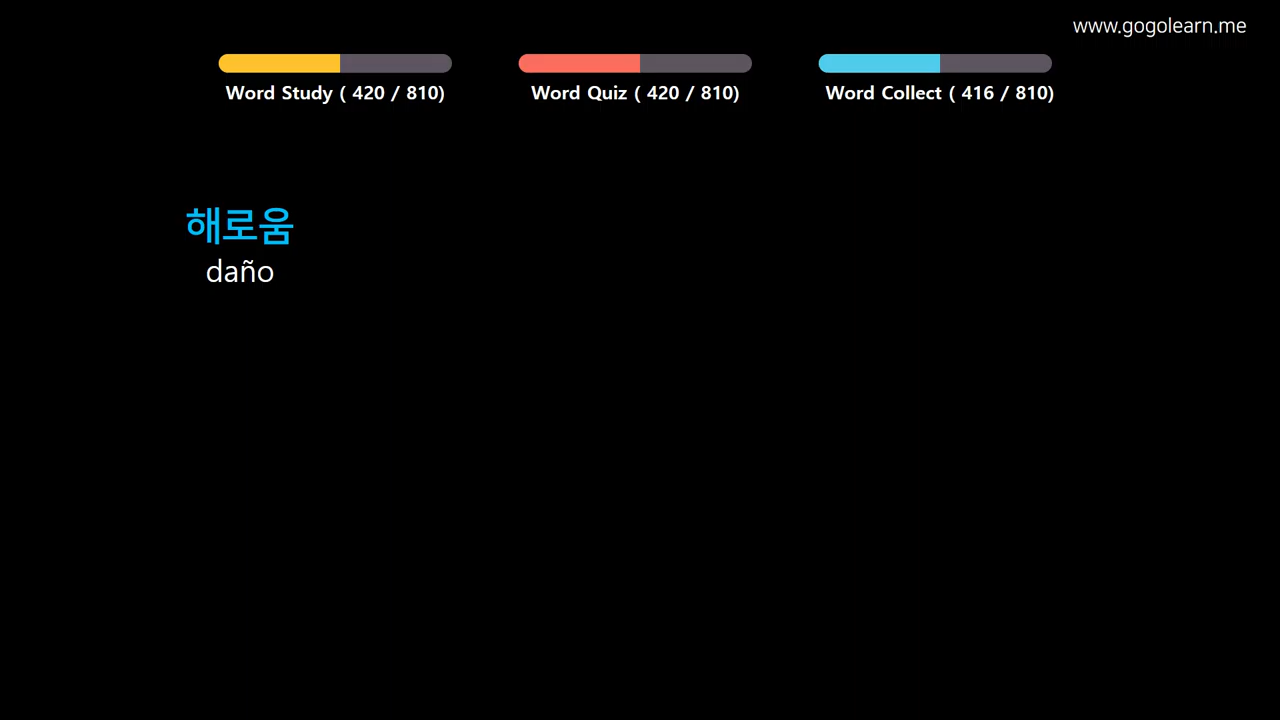 www.gogolearn.me
Word Study ( 420 / 810)
Word Quiz ( 420 / 810)
Word Collect ( 416 / 810)
해로움
daño